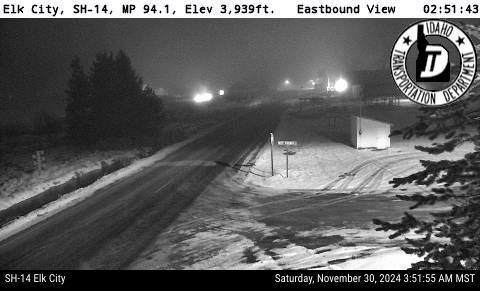 Elk City, SH-14, MP 94.1, Elev 3,939ft.   Eastbound View   02:51:43
IDAHO
TRANSPORTATION DEPARTMENT
SH-14 Elk City   Saturday, November 30, 2024 3:51:55 AM MST